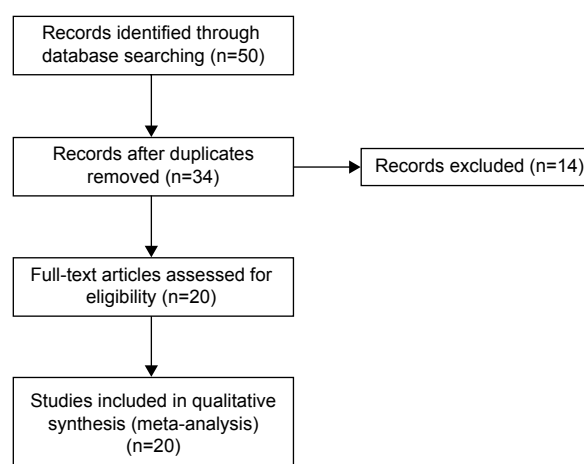 Records identified through
database searching (n=50)
Records after duplicates
removed (n=34)
Records excluded (n=14)
Full-text articles assessed for
eligibility (n=20)
Studies included in qualitative
synthesis (meta-analysis)
(n=20)